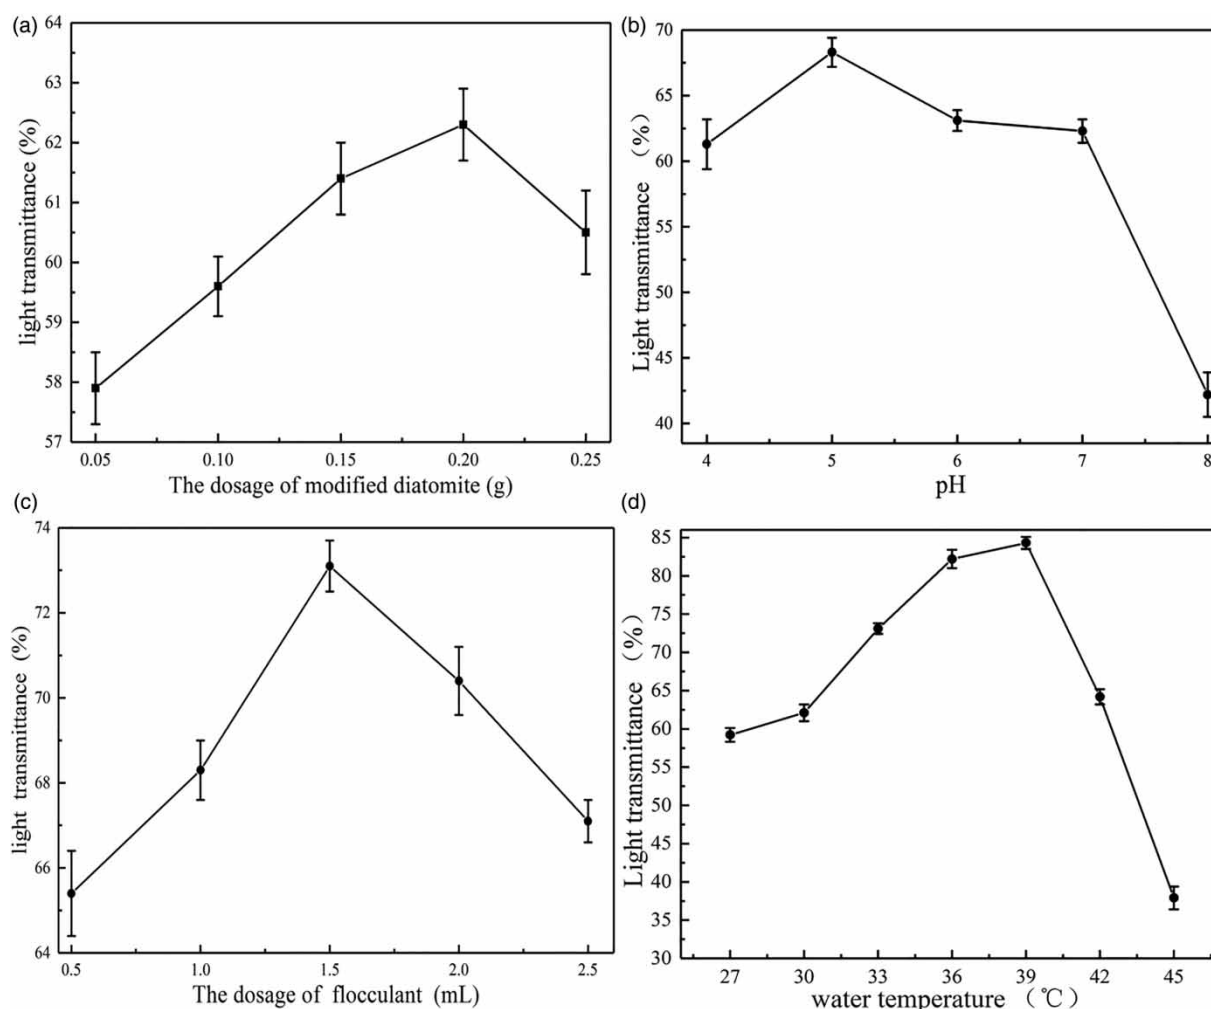 (a)
64
63
62
61
60
59
58
57
light transmittance (%)
0.05 0.10 0.15 0.20 0.25
The dosage of modified diatomite (g)
(b)
70
65
60
55
50
45
40
Light transmittance （%）
4 5 6 7 8
pH
(c)
74
72
70
68
66
64
light transmittance (%)
0.5 1.0 1.5 2.0 2.5
The dosage of flocculant (mL)
(d)
85
80
75
70
65
60
55
50
45
40
35
30
Light transmittance （%）
27 30 33 36 39 42 45
water temperature （℃）